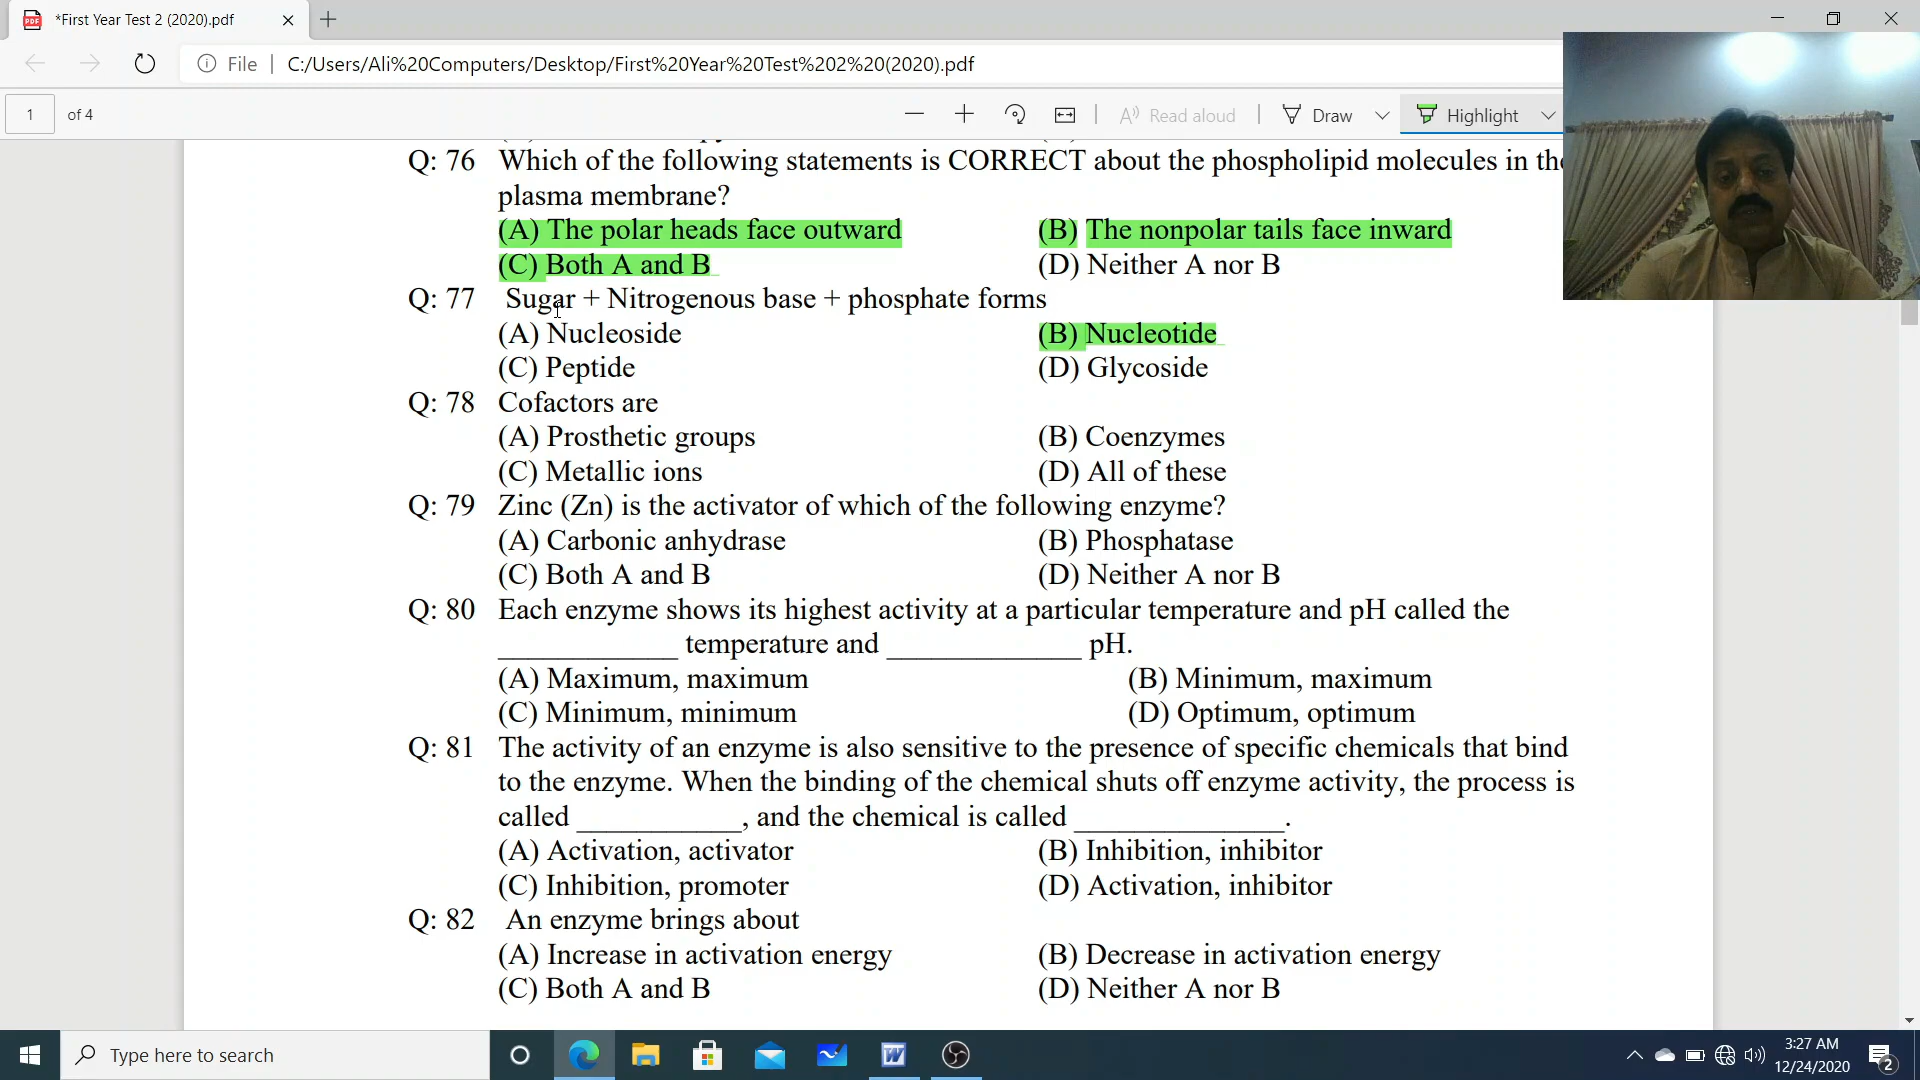 *First Year Test 2 (2020).pdf
File
C:/Users/Ali%20Computers/Desktop/First%20Year%20Test%202%20(2020).pdf
1 of 4
Read aloud
Draw
Highlight
Q: 76 Which of the following statements is CORRECT about the phospholipid molecules in the
plasma membrane?
(A) The polar heads face outward (B) The nonpolar tails face inward
(C) Both A and B (D) Neither A nor B
Q: 77 Sugar + Nitrogenous base + phosphate forms
(A) Nucleoside (B) Nucleotide
(C) Peptide (D) Glycoside
Q: 78 Cofactors are
(A) Prosthetic groups (B) Coenzymes
(C) Metallic ions (D) All of these
Q: 79 Zinc (Zn) is the activator of which of the following enzyme?
(A) Carbonic anhydrase (B) Phosphatase
(C) Both A and B (D) Neither A nor B
Q: 80 Each enzyme shows its highest activity at a particular temperature and pH called the
____________ temperature and _____________ pH.
(A) Maximum, maximum (B) Minimum, maximum
(C) Minimum, minimum (D) Optimum, optimum
Q: 81 The activity of an enzyme is also sensitive to the presence of specific chemicals that bind
to the enzyme. When the binding of the chemical shuts off enzyme activity, the process is
called ___________, and the chemical is called ______________.
(A) Activation, activator (B) Inhibition, inhibitor
(C) Inhibition, promoter (D) Activation, inhibitor
Q: 82 An enzyme brings about
(A) Increase in activation energy (B) Decrease in activation energy
(C) Both A and B (D) Neither A nor B
Type here to search
3:27 AM
12/24/2020
2